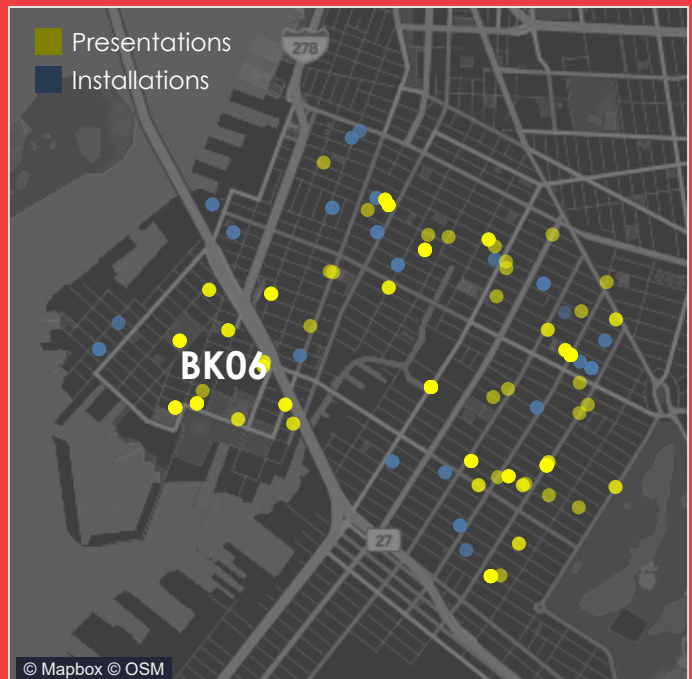 Presentations
Installations
278
BK06
27
© Mapbox © OSM